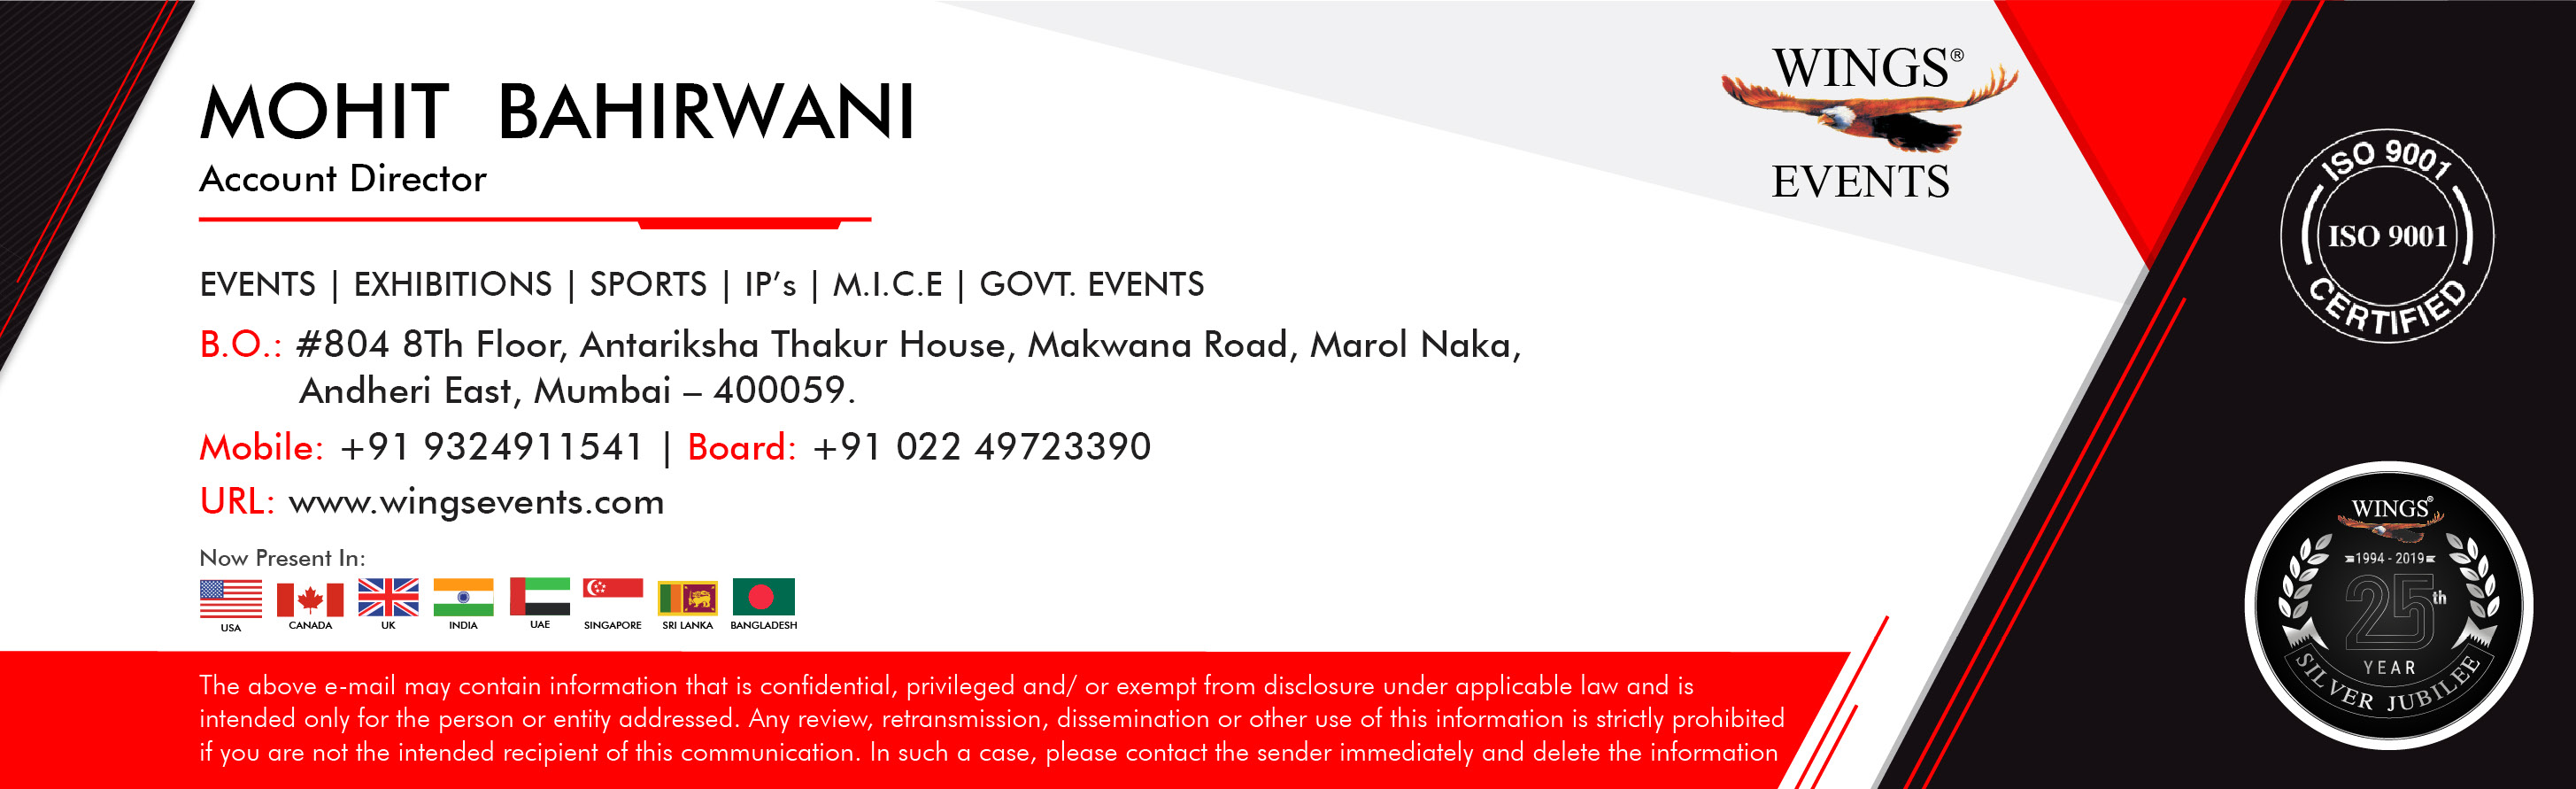 MOHIT BAHIRWANI
Account Director
WINGS®
EVENTS
EVENTS | EXHIBITIONS | SPORTS | IP’s | M.I.C.E | GOVT. EVENTS
B.O.: #804 8Th Floor, Antariksha Thakur House, Makwana Road, Marol Naka,
Andheri East, Mumbai – 400059.
Mobile: +91 9324911541 | Board: +91 022 49723390
URL: www.wingsevents.com
Now Present In:
USA CANADA UK INDIA UAE SINGAPORE SRI LANKA BANGLADESH
The above e-mail may contain information that is confidential, privileged and/ or exempt from disclosure under applicable law and is
intended only for the person or entity addressed. Any review, retransmission, dissemination or other use of this information is strictly prohibited
if you are not the intended recipient of this communication. In such a case, please contact the sender immediately and delete the information
ISO 9001
ISO 9001
CERTIFIED
WINGS®
1994 - 2019
25th
YEAR
SILVER JUBILEE